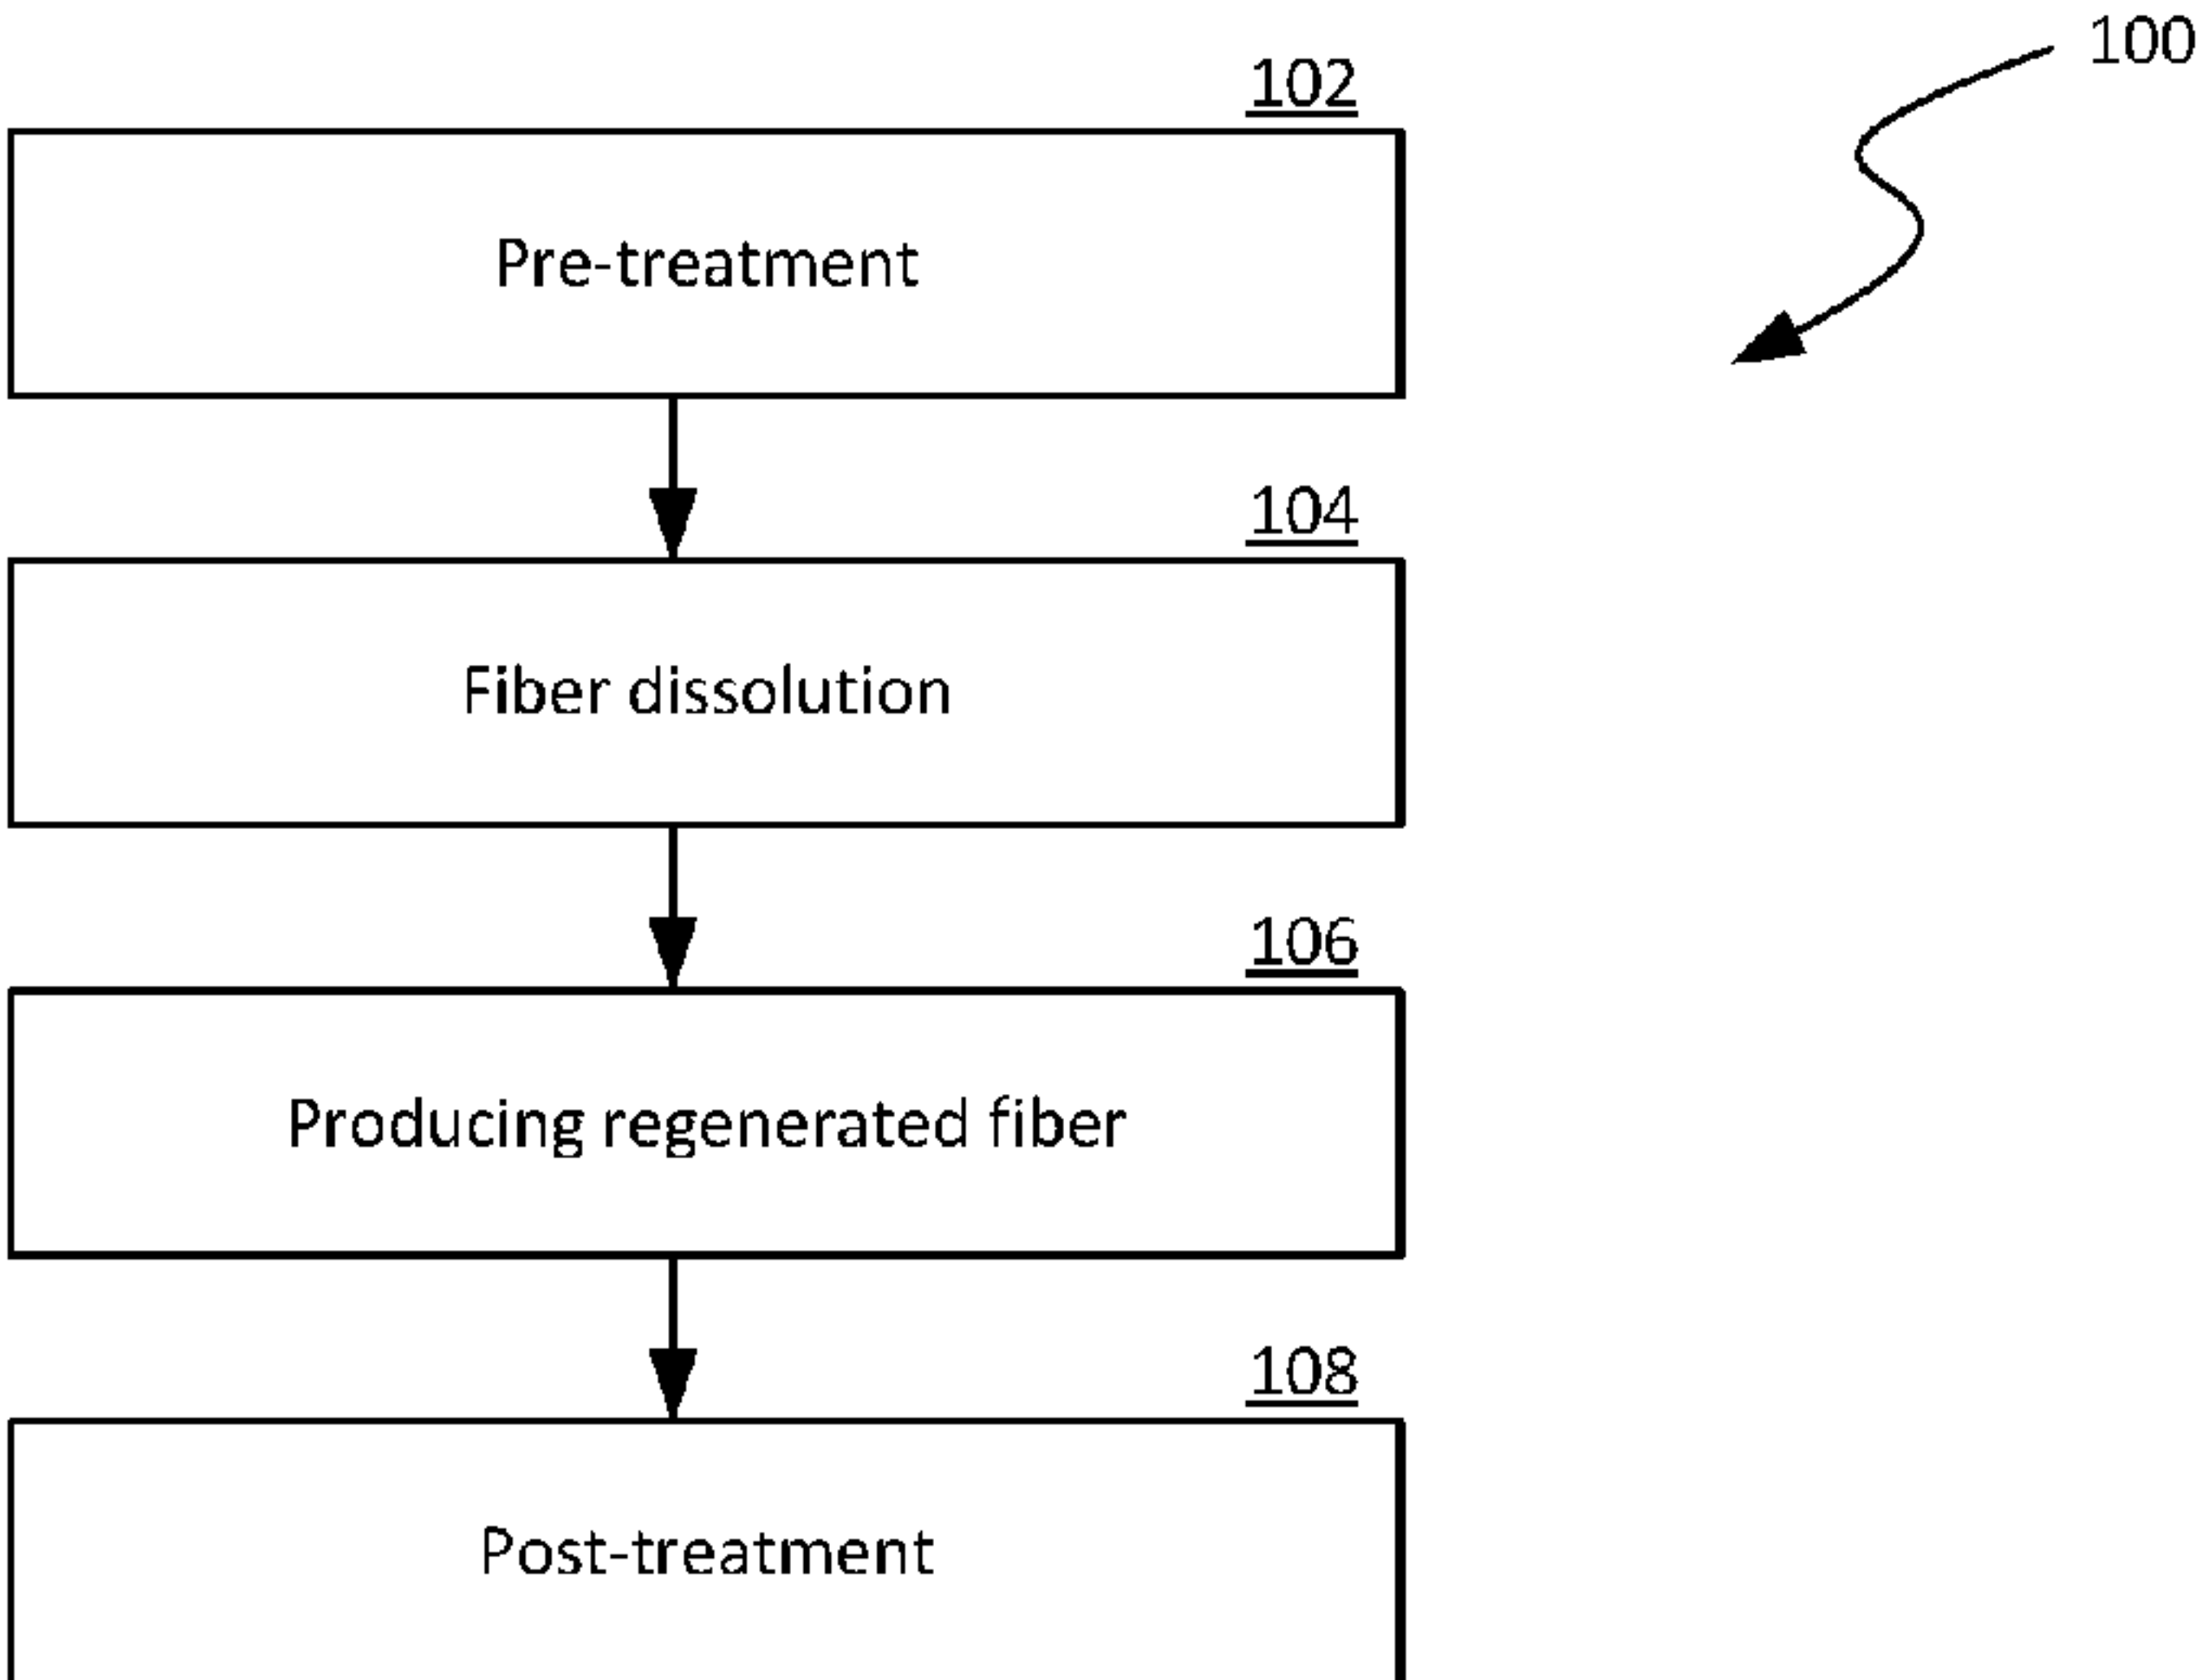 100
102
Pre-treatment
104
Fiber dissolution
106
Producing regenerated fiber
108
Post-treatment